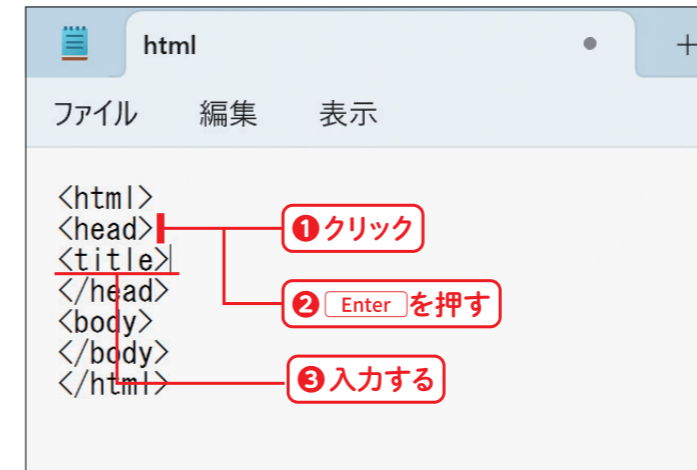 html
+
ファイル 編集 表示
<html>
<head>
❶クリック
<title>
</head>
❷Enterを押す
<body>
</body>
</html>
❸入力する